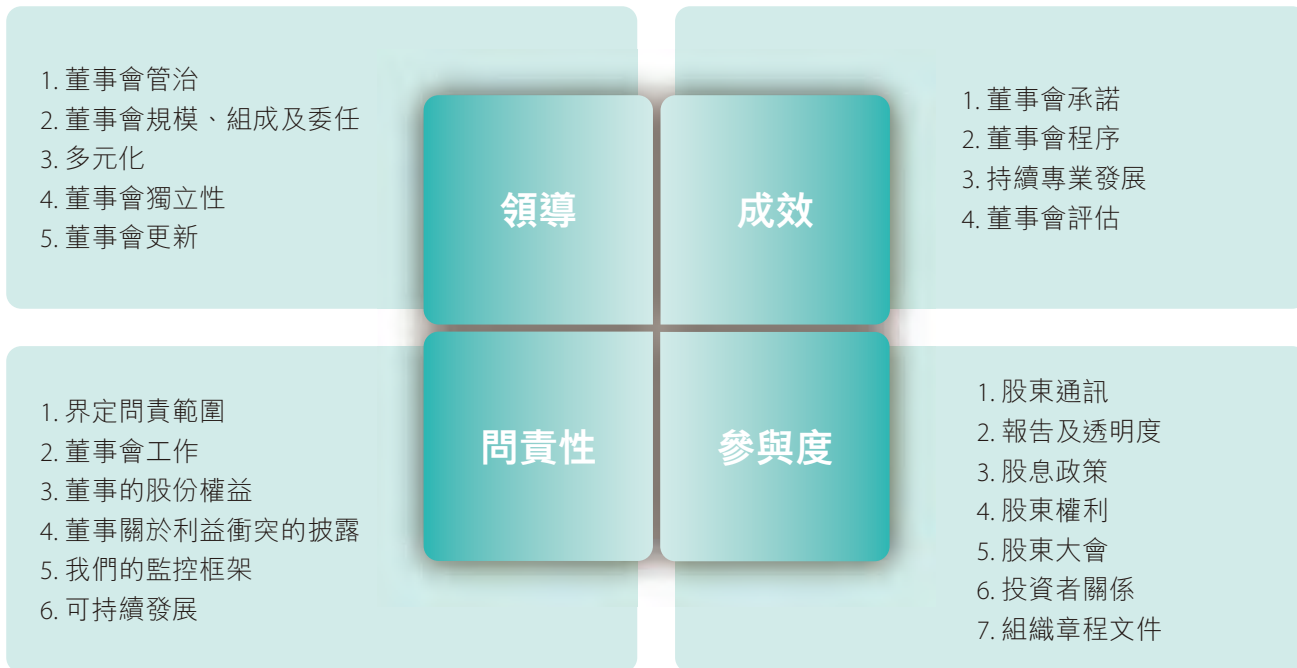 1. 董事會管治
2. 董事會規模、組成及委任
3. 多元化
4. 董事會獨立性
5. 董事會更新
領導
成效
1. 董事會承諾
2. 董事會程序
3. 持續專業發展
4. 董事會評估
1. 界定問責範圍
2. 董事會工作
3. 董事的股份權益
4. 董事關於利益衝突的披露
5. 我們的監控框架
6. 可持續發展
問責性
參與度
1. 股東通訊
2. 報告及透明度
3. 股息政策
4. 股東權利
5. 股東大會
6. 投資者關係
7. 組織章程文件